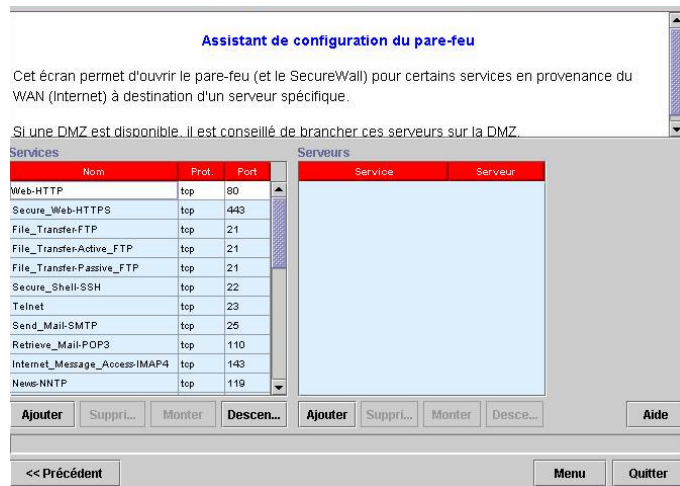 Assistant de configuration du pare-feu
Cet écran permet d'ouvrir le pare-feu (et le SecureWall) pour certains services en provenance du
WAN (Internet) à destination d'un serveur spécifique.
Si une DMZ est disponible, il est conseillé de brancher ces serveurs sur la DMZ.
Services
Nom Prot. Port
Web-HTTP tcp 80
Secure_Web-HTTPS tcp 443
File_Transfer-FTP tcp 21
File_Transfer-Active_FTP tcp 21
File_Transfer-Passive_FTP tcp 21
Secure_Shell-SSH tcp 22
Telnet tcp 23
Send_Mail-SMTP tcp 25
Retrieve_Mail-POP3 tcp 110
Internet_Message_Access-IMAP4 tcp 143
News-NNTP tcp 119
Ajouter Suppri... Monter Descen...
Serveurs
Service Serveur
Ajouter Suppri... Monter Desce...
Aide
<< Précédent Menu Quitter